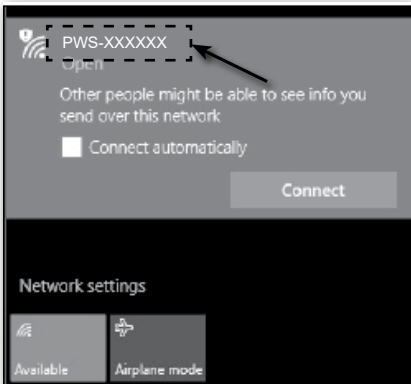 PWS-XXXXXX
Open
Other people might be able to see info you
send over this network
Connect automatically
Connect
Network settings
Available
Airplane mode